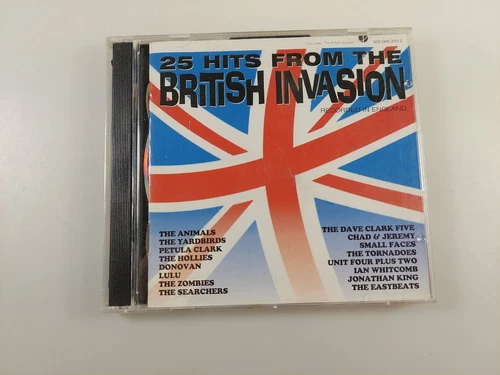 25 HITS FROM THE
BRITISH INVASION
RECORDED IN ENGLAND
THE ANIMALS
THE YARDBIRDS
PETULA CLARK
THE HOLLIES
DONOVAN
LULU
THE ZOMBIES
THE SEARCHERS
THE DAVE CLARK FIVE
CHAD & JEREMY
SMALL FACES
THE TORNADOES
UNIT FOUR PLUS TWO
IAN WHITCOMB
JONATHAN KING
THE EASYBEATS